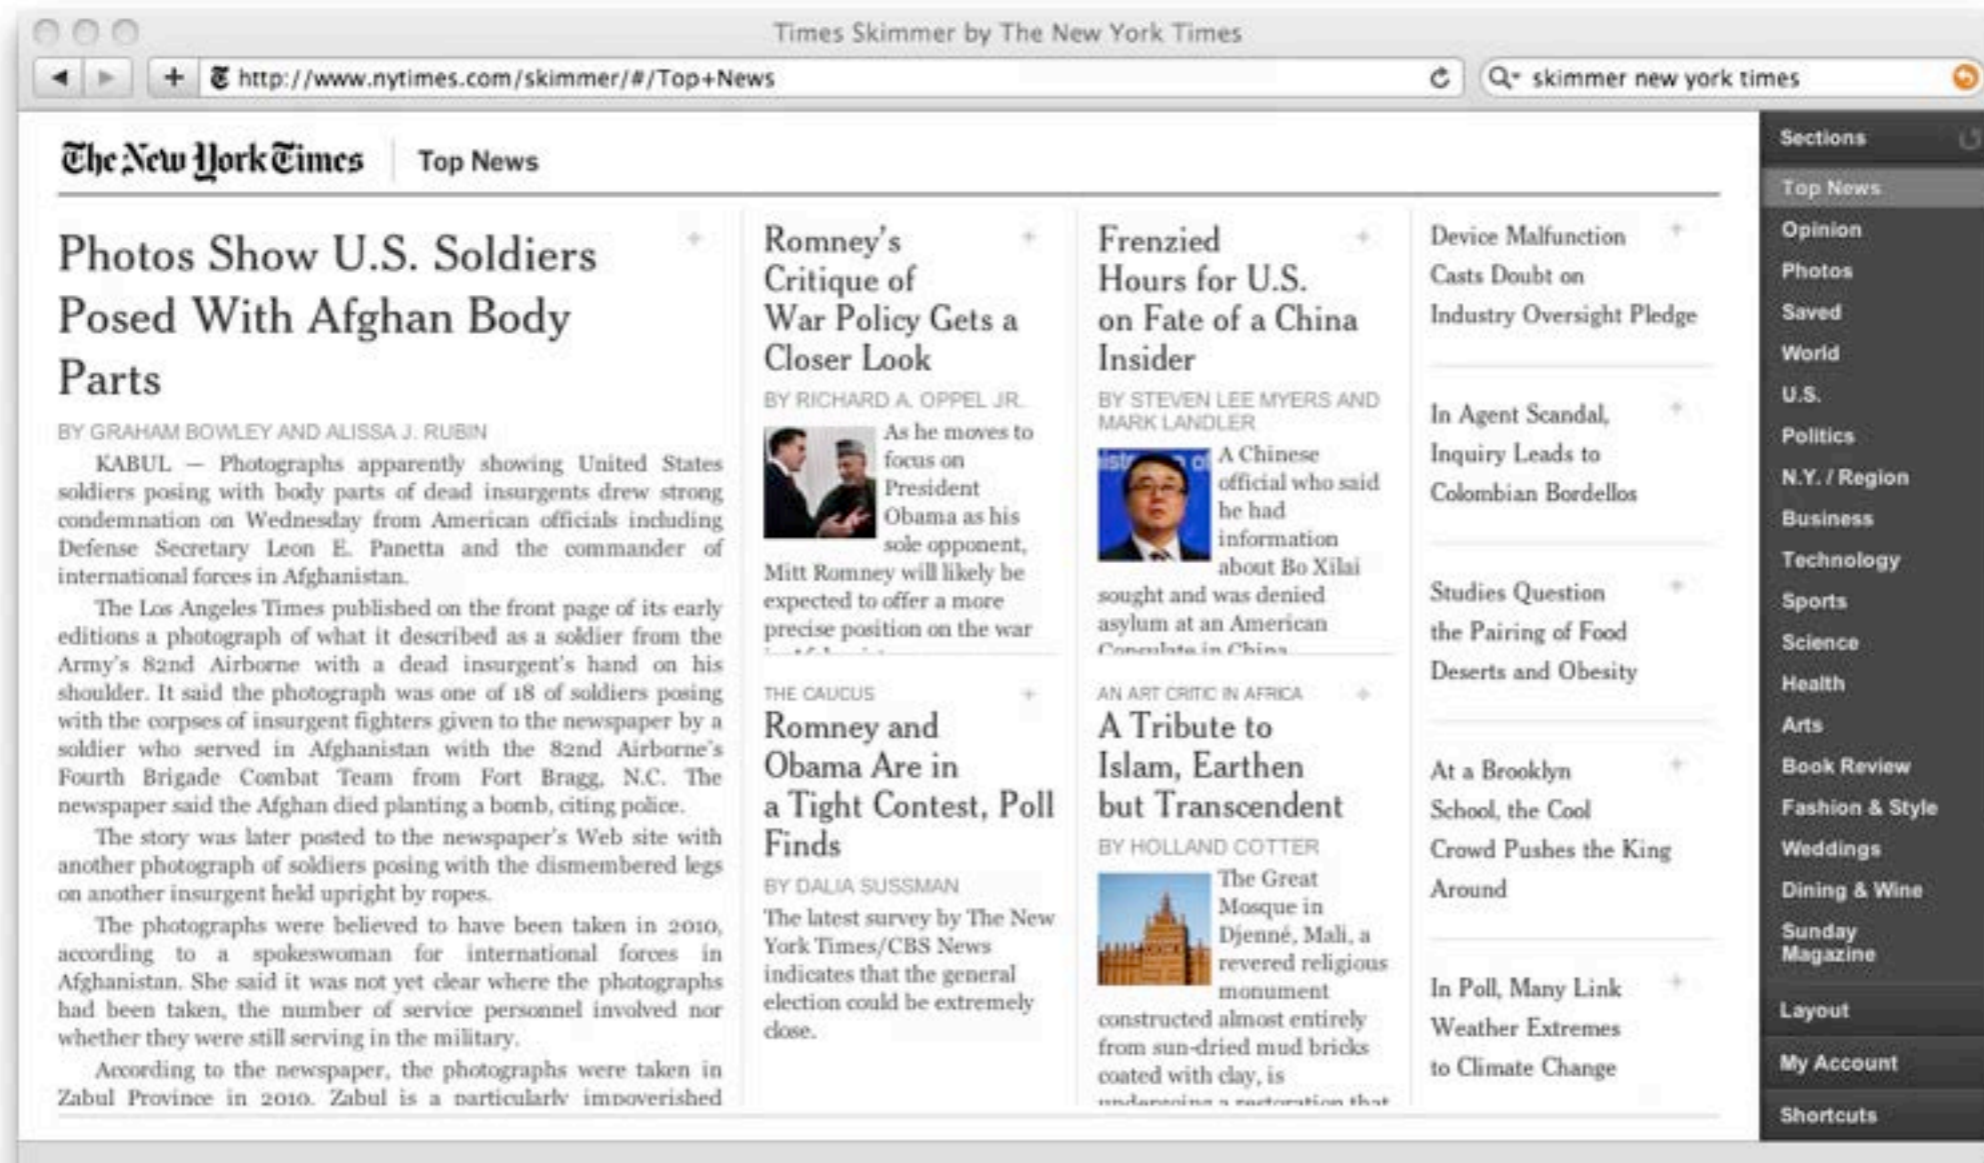 Times Skimmer by The New York Times
http://www.nytimes.com/skimmer/#/Top+News
skimmer new york times
The New York Times
Top News
Photos Show U.S. Soldiers
Posed With Afghan Body
Parts
BY GRAHAM BOWLEY AND ALISSA J. RUBIN
KABUL — Photographs apparently showing United States
soldiers posing with body parts of dead insurgents drew strong
condemnation on Wednesday from American officials including
Defense Secretary Leon E. Panetta and the commander of
international forces in Afghanistan.
The Los Angeles Times published on the front page of its early
editions a photograph of what it described as a soldier from the
Army's 82nd Airborne with a dead insurgent's hand on his
shoulder. It said the photograph was one of 18 of soldiers posing
with the corpses of insurgent fighters given to the newspaper by a
soldier who served in Afghanistan with the 82nd Airborne's
Fourth Brigade Combat Team from Fort Bragg, N.C. The
newspaper said the Afghan died planting a bomb, citing police.
The story was later posted to the newspaper's Web site with
another photograph of soldiers posing with the dismembered legs
on another insurgent held upright by ropes.
The photographs were believed to have been taken in 2010,
according to a spokeswoman for international forces in
Afghanistan. She said it was not yet clear where the photographs
had been taken, the number of service personnel involved nor
whether they were still serving in the military.
According to the newspaper, the photographs were taken in
Zabul Province in 2010. Zabul is a particularly impoverished
Romney's
Critique of
War Policy Gets a
Closer Look
BY RICHARD A. OPPEL JR.
As he moves to
focus on
President
Obama as his
sole opponent,
Mitt Romney will likely be
expected to offer a more
precise position on the war
THE CAUCUS
Romney and
Obama Are in
a Tight Contest, Poll
Finds
BY DALIA SUSSMAN
The latest survey by The New
York Times/CBS News
indicates that the general
election could be extremely
close.
Frenzied
Hours for U.S.
on Fate of a China
Insider
BY STEVEN LEE MYERS AND
MARK LANDLER
A Chinese
official who said
he had
information
about Bo Xilai
sought and was denied
asylum at an American
Consulate in China
AN ART CRITIC IN AFRICA
A Tribute to
Islam, Earthen
but Transcendent
BY HOLLAND COTTER
The Great
Mosque in
Djenné, Mali, a
revered religious
monument
constructed almost entirely
from sun-dried mud bricks
coated with clay, is
undergoing a restoration that
Device Malfunction
Casts Doubt on
Industry Oversight Pledge
In Agent Scandal,
Inquiry Leads to
Colombian Bordellos
Studies Question
the Pairing of Food
Deserts and Obesity
At a Brooklyn
School, the Cool
Crowd Pushes the King
Around
In Poll, Many Link
Weather Extremes
to Climate Change
Sections
Top News
Opinion
Photos
Saved
World
U.S.
Politics
N.Y. / Region
Business
Technology
Sports
Science
Health
Arts
Book Review
Fashion & Style
Weddings
Dining & Wine
Sunday
Magazine
Layout
My Account
Shortcuts